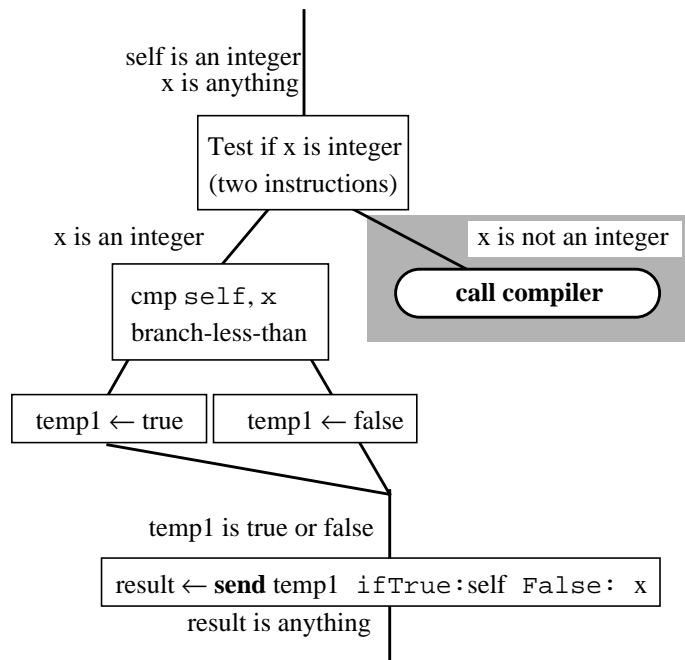 self is an integer
x is anything
Test if x is integer
(two instructions)
x is an integer
x is not an integer
call compiler
cmp self, x
branch-less-than
temp1 ← true
temp1 ← false
temp1 is true or false
result ← send temp1 ifTrue:self False: x
result is anything